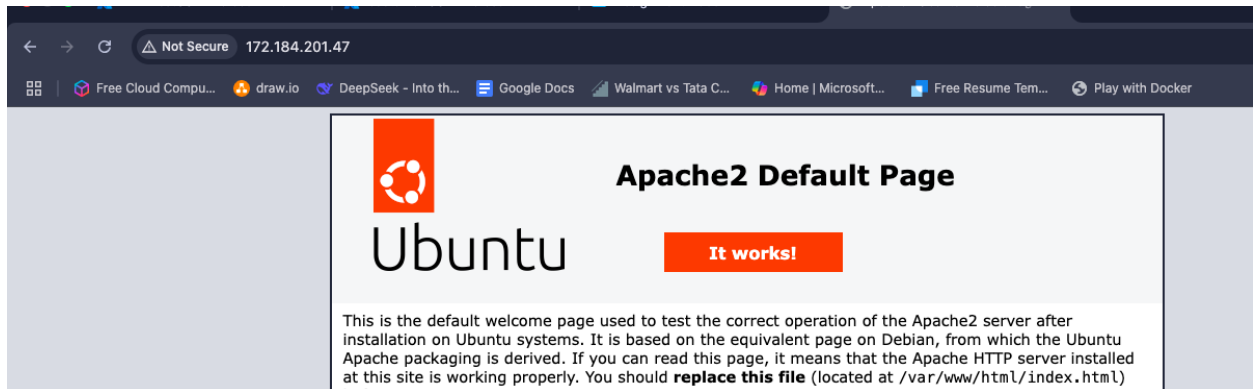 Not Secure 172.184.201.47
Free Cloud Compu... draw.io DeepSeek - Into th... Google Docs Walmart vs Tata C... Home | Microsoft... Free Resume Tem... Play with Docker
Apache2 Default Page
Ubuntu
It works!
This is the default welcome page used to test the correct operation of the Apache2 server after
installation on Ubuntu systems. It is based on the equivalent page on Debian, from which the Ubuntu
Apache packaging is derived. If you can read this page, it means that the Apache HTTP server installed
at this site is working properly. You should replace this file (located at /var/www/html/index.html)